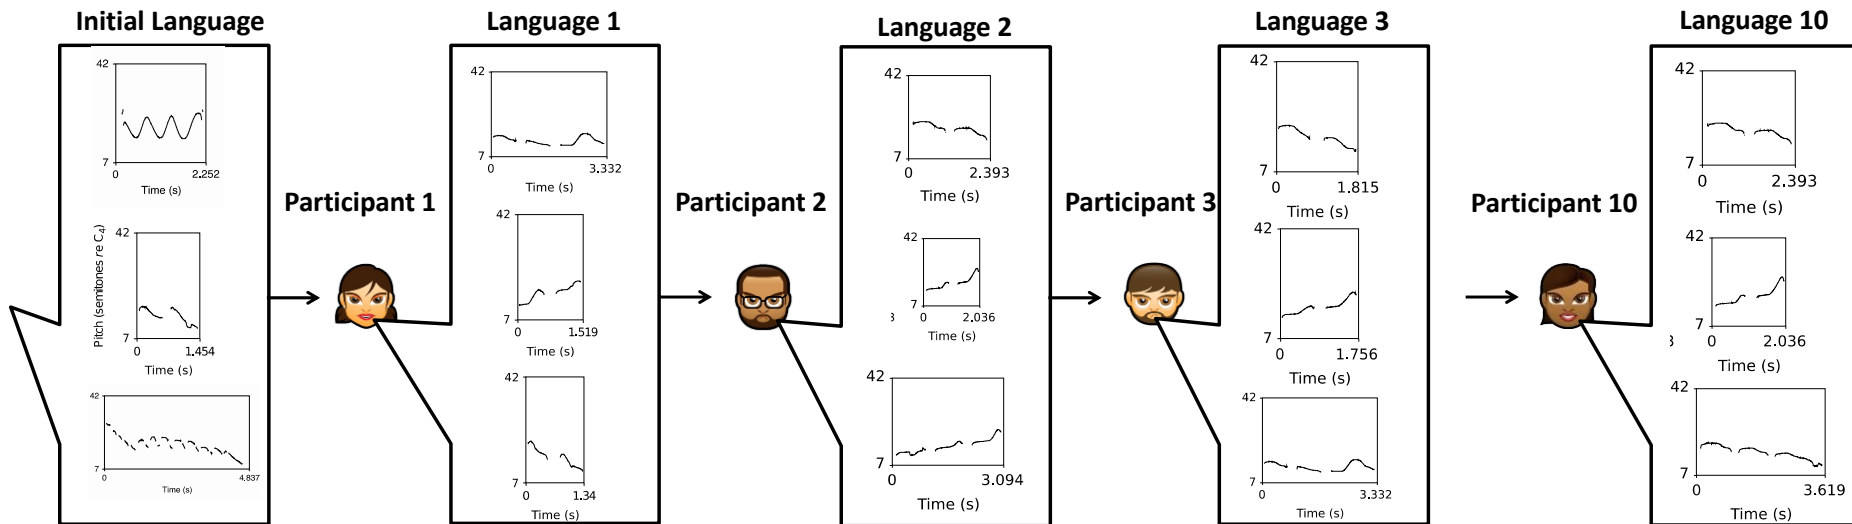 Initial Language
42
7
0
2.252
Time (s)
Pitch (semitones re C4)
42
7
0
1.454
Time (s)
42
7
0
4.837
Time (s)
Participant 1
Language 1
42
7
0
3.332
Time (s)
42
7
0
1.519
Time (s)
42
7
0
1.34
Time (s)
Participant 2
Language 2
42
7
0
2.393
Time (s)
42
7
3
0
2.036
Time (s)
42
7
0
3.094
Time (s)
Participant 3
Language 3
42
7
0
1.815
Time (s)
42
7
0
1.756
Time (s)
42
7
0
3.332
Time (s)
Participant 10
Language 10
42
7
0
2.393
Time (s)
42
7
3
0
2.036
Time (s)
42
7
0
3.619
Time (s)